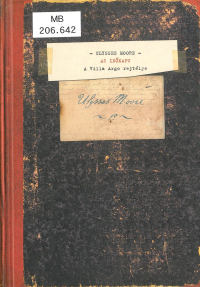 MB
206.642
- ULYSSES MOORE -
AZ IDŐKAPU
A Villa Argo rejtélye
Ulysses Moore